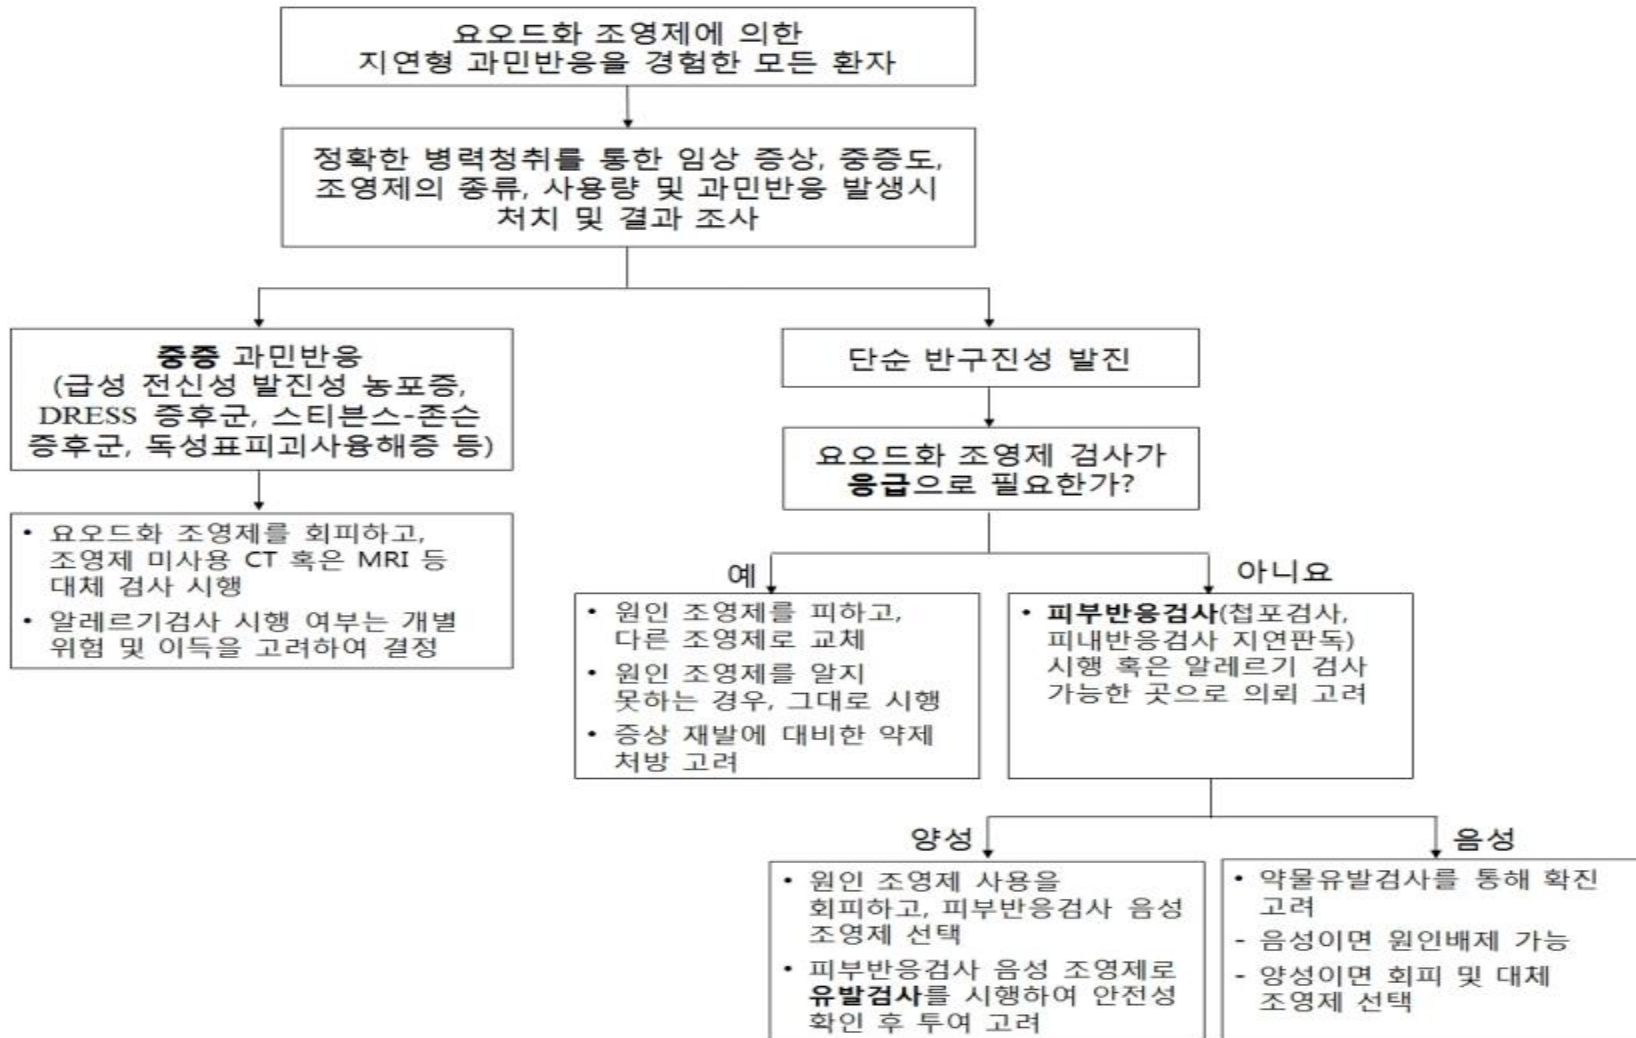 요오드화 조영제에 의한
지연형 과민반응을 경험한 모든 환자
정확한 병력청취를 통한 임상 증상, 중증도,
조영제의 종류, 사용량 및 과민반응 발생시
처치 및 결과 조사
중증 과민반응
(급성 전신성 발진성 농포증,
DRESS 증후군, 스티븐스-존슨
증후군, 독성표피괴사융해증 등)
• 요오드화 조영제를 회피하고,
조영제 미사용 CT 혹은 MRI 등
대체 검사 시행
• 알레르기검사 시행 여부는 개별
위험 및 이득을 고려하여 결정
단순 반구진성 발진
요오드화 조영제 검사가
응급으로 필요한가?
예
• 원인 조영제를 피하고,
다른 조영제로 교체
• 원인 조영제를 알지
못하는 경우, 그대로 시행
• 증상 재발에 대비한 약제
처방 고려
아니요
• 피부반응검사(첩포검사,
피내반응검사 지연판독)
시행 혹은 알레르기 검사
가능한 곳으로 의뢰 고려
양성
• 원인 조영제 사용을
회피하고, 피부반응검사 음성
조영제 선택
• 피부반응검사 음성 조영제로
유발검사를 시행하여 안전성
확인 후 투여 고려
음성
• 약물유발검사를 통해 확진
고려
- 음성이면 원인배제 가능
- 양성이면 회피 및 대체
조영제 선택